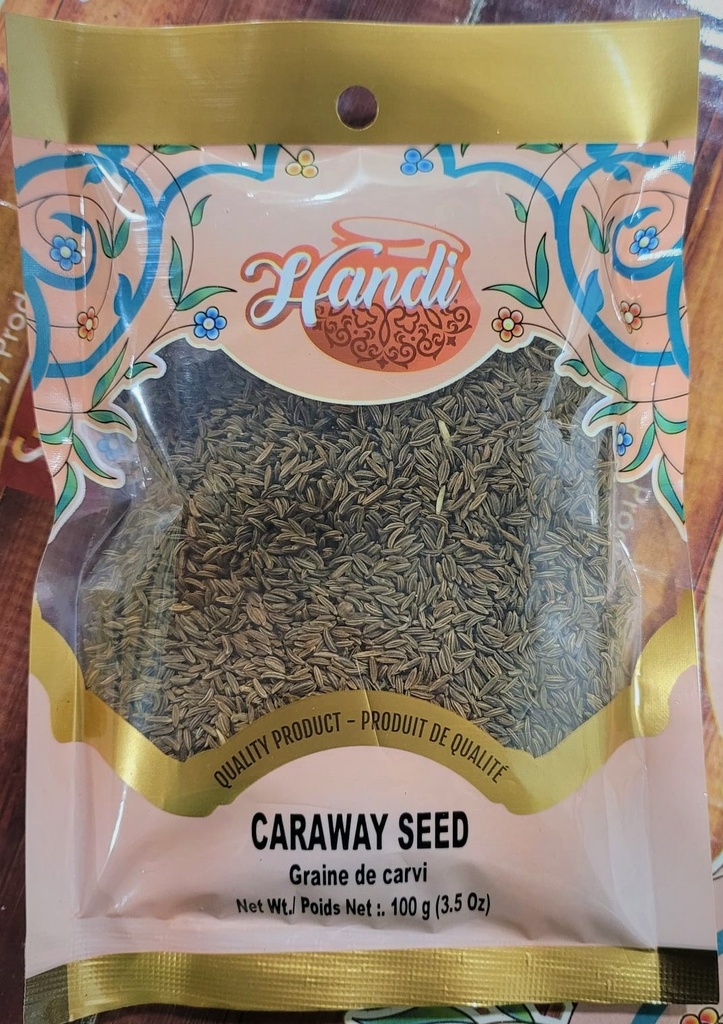 Handi
QUALITY PRODUCT – PRODUIT DE QUALITÉ
CARAWAY SEED
Graine de carvi
Net Wt./ Poids Net :. 100 g (3.5 Oz)